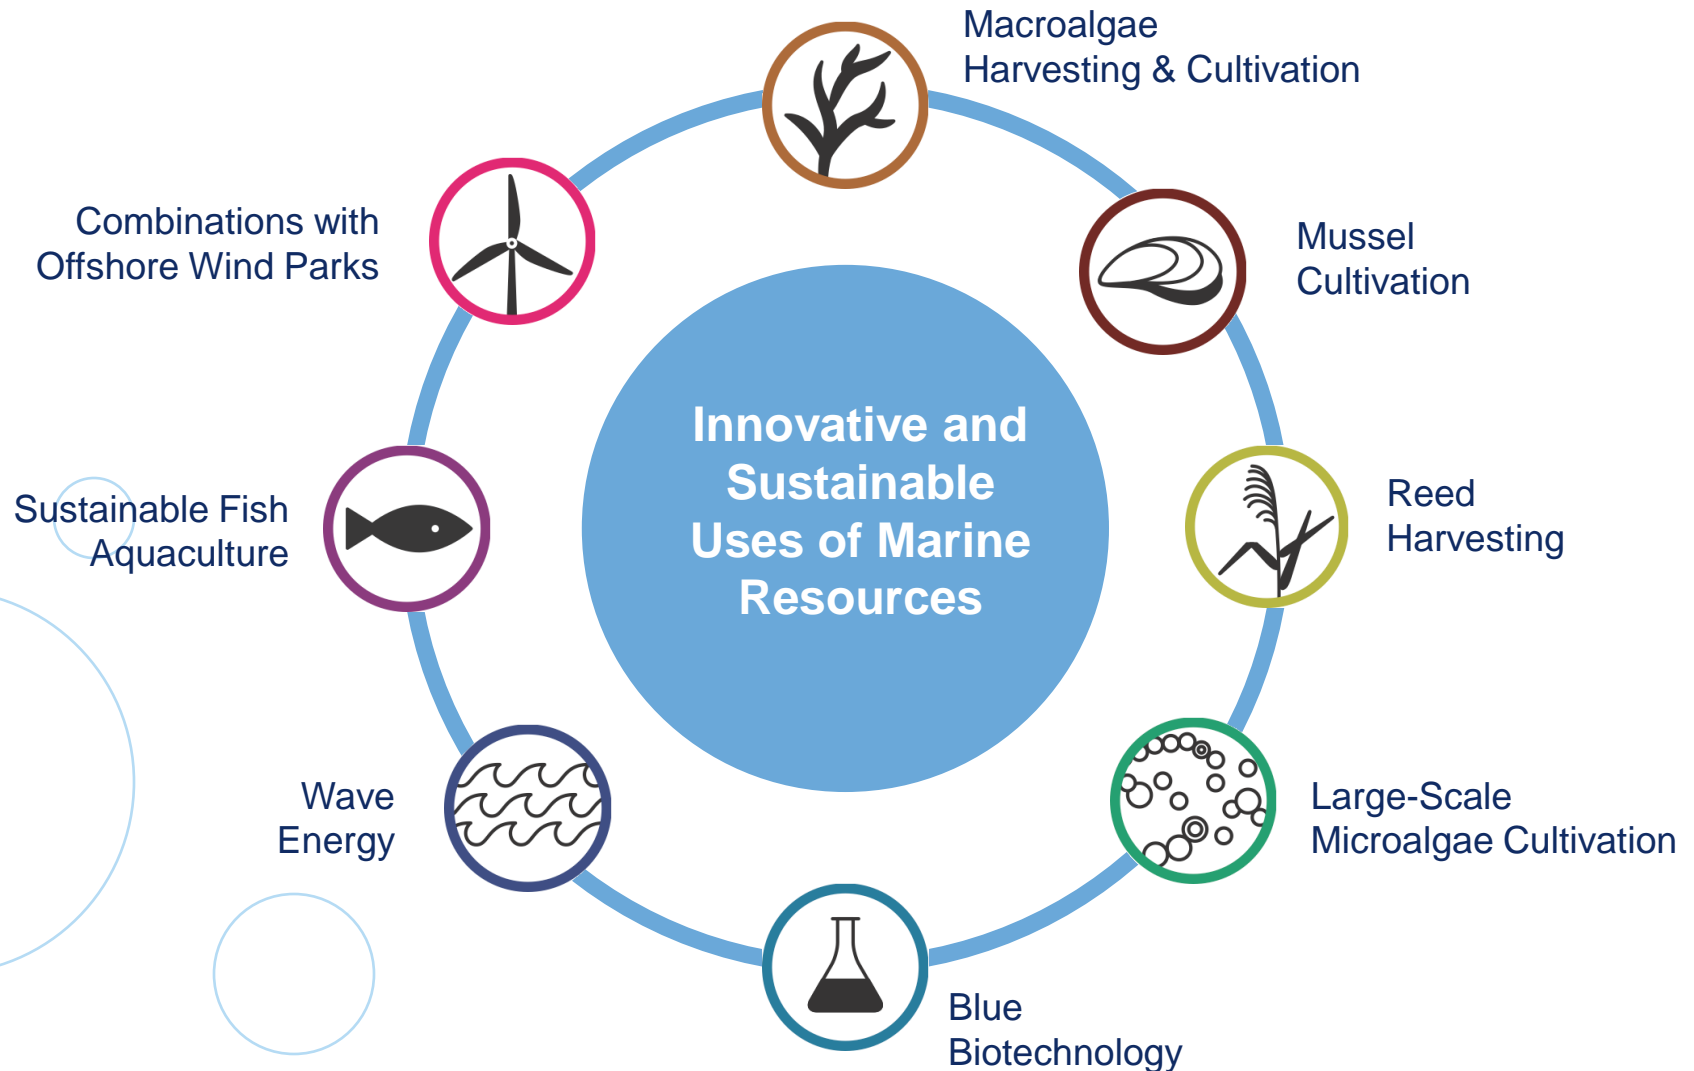 Macroalgae
Harvesting & Cultivation
Combinations with
Offshore Wind Parks
Mussel
Cultivation
Innovative and
Sustainable
Uses of Marine
Resources
Sustainable Fish
Aquaculture
Reed
Harvesting
Wave
Energy
Large-Scale
Microalgae Cultivation
Blue
Biotechnology